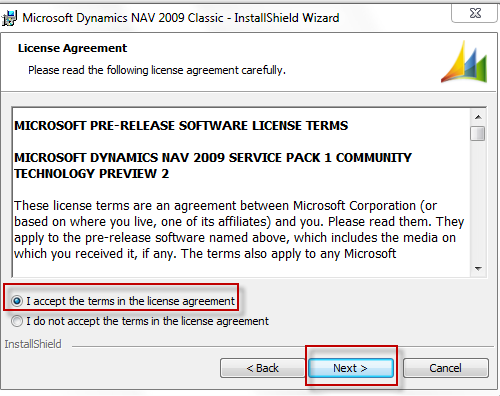 Microsoft Dynamics NAV 2009 Classic - InstallShield Wizard
License Agreement
Please read the following license agreement carefully.
MICROSOFT PRE-RELEASE SOFTWARE LICENSE TERMS
MICROSOFT DYNAMICS NAV 2009 SERVICE PACK 1 COMMUNITY
TECHNOLOGY PREVIEW 2
These license terms are an agreement between Microsoft Corporation (or
based on where you live, one of its affiliates) and you. Please read them. They
apply to the pre-release software named above, which includes the media on
which you received it, if any. The terms also apply to any Microsoft
I accept the terms in the license agreement
I do not accept the terms in the license agreement
InstallShield
< Back
Next >
Cancel